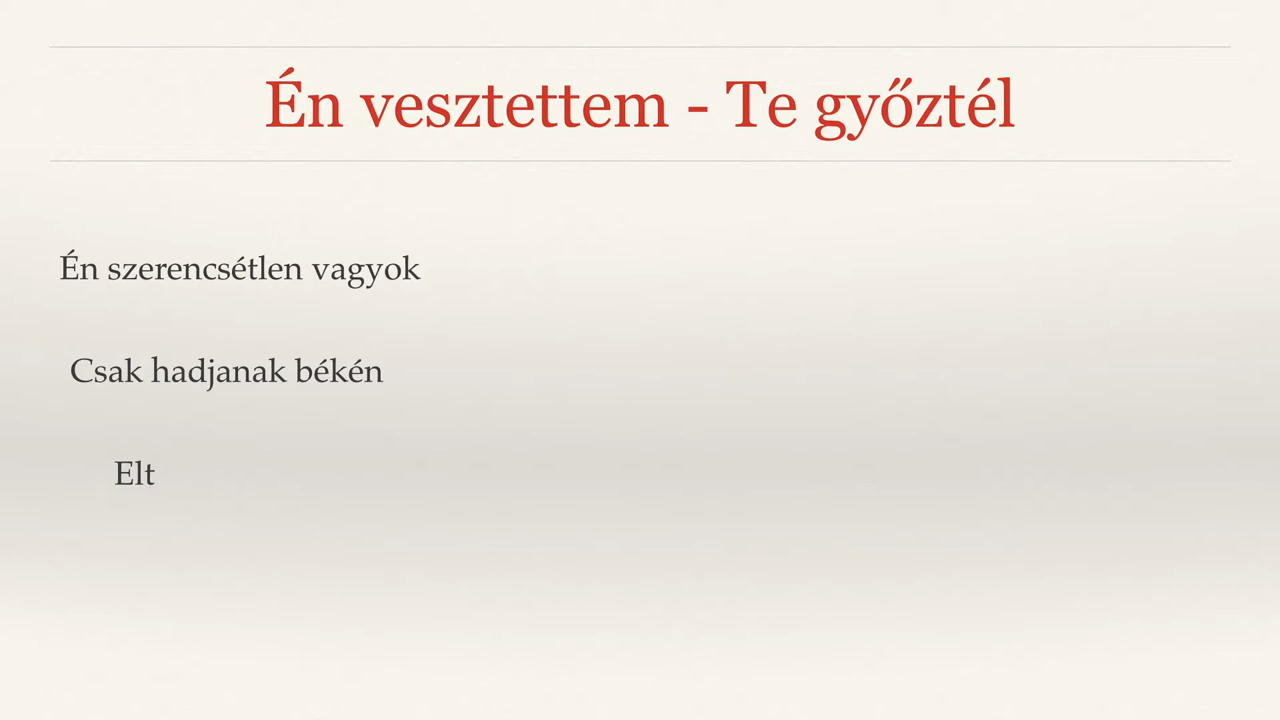 Én vesztettem - Te győztél
Én szerencsétlen vagyok
Csak hadjanak békén
Elt